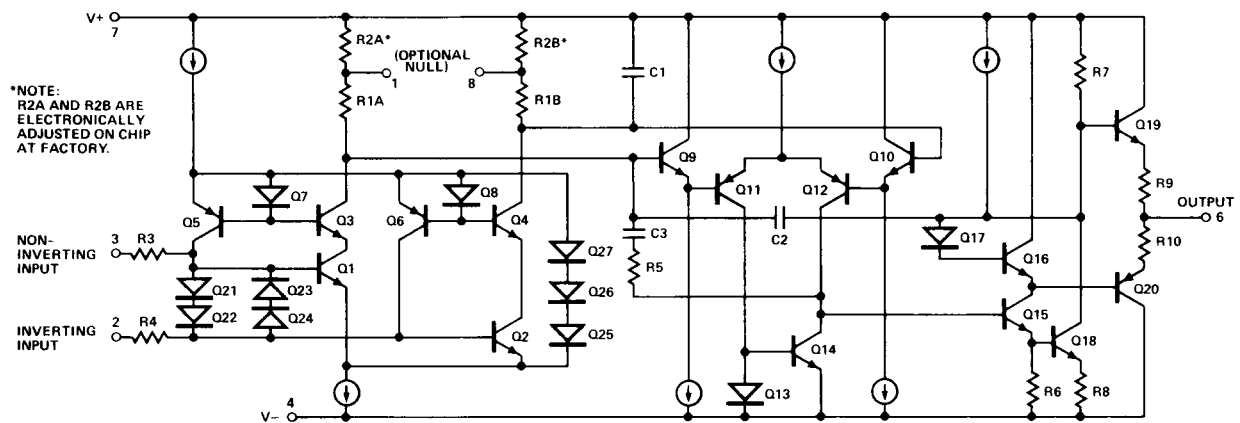 V+
7
R2A*
(OPTIONAL
NULL)
1
8
R2B*
R1A
R1B
C1
R7
*NOTE:
R2A AND R2B ARE
ELECTRONICALLY
ADJUSTED ON CHIP
AT FACTORY.
Q19
Q9
Q10
Q11
Q12
R9
Q7
Q8
Q5
Q3
Q6
Q4
OUTPUT
6
NON-
INVERTING
INPUT
3
R3
Q1
Q27
C3
C2
Q17
R10
R5
Q16
Q21
Q23
Q26
Q20
Q22
Q24
INVERTING
INPUT
2
R4
Q2
Q25
Q15
Q14
Q18
Q13
R6
R8
V-
4